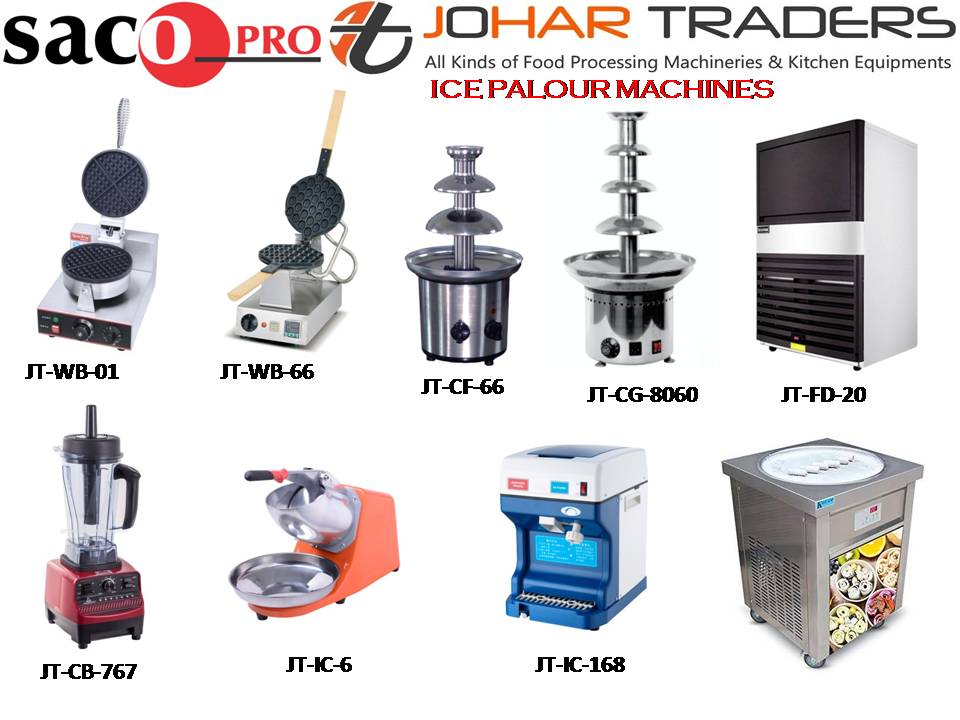 saco PRO
JOHAR TRADERS
All Kinds of Food Processing Machineries & Kitchen Equipments
ICE PALOUR MACHINES
JT-WB-01
JT-WB-66
JT-CF-66
JT-CG-8060
JT-FD-20
JT-CB-767
JT-IC-6
JT-IC-168